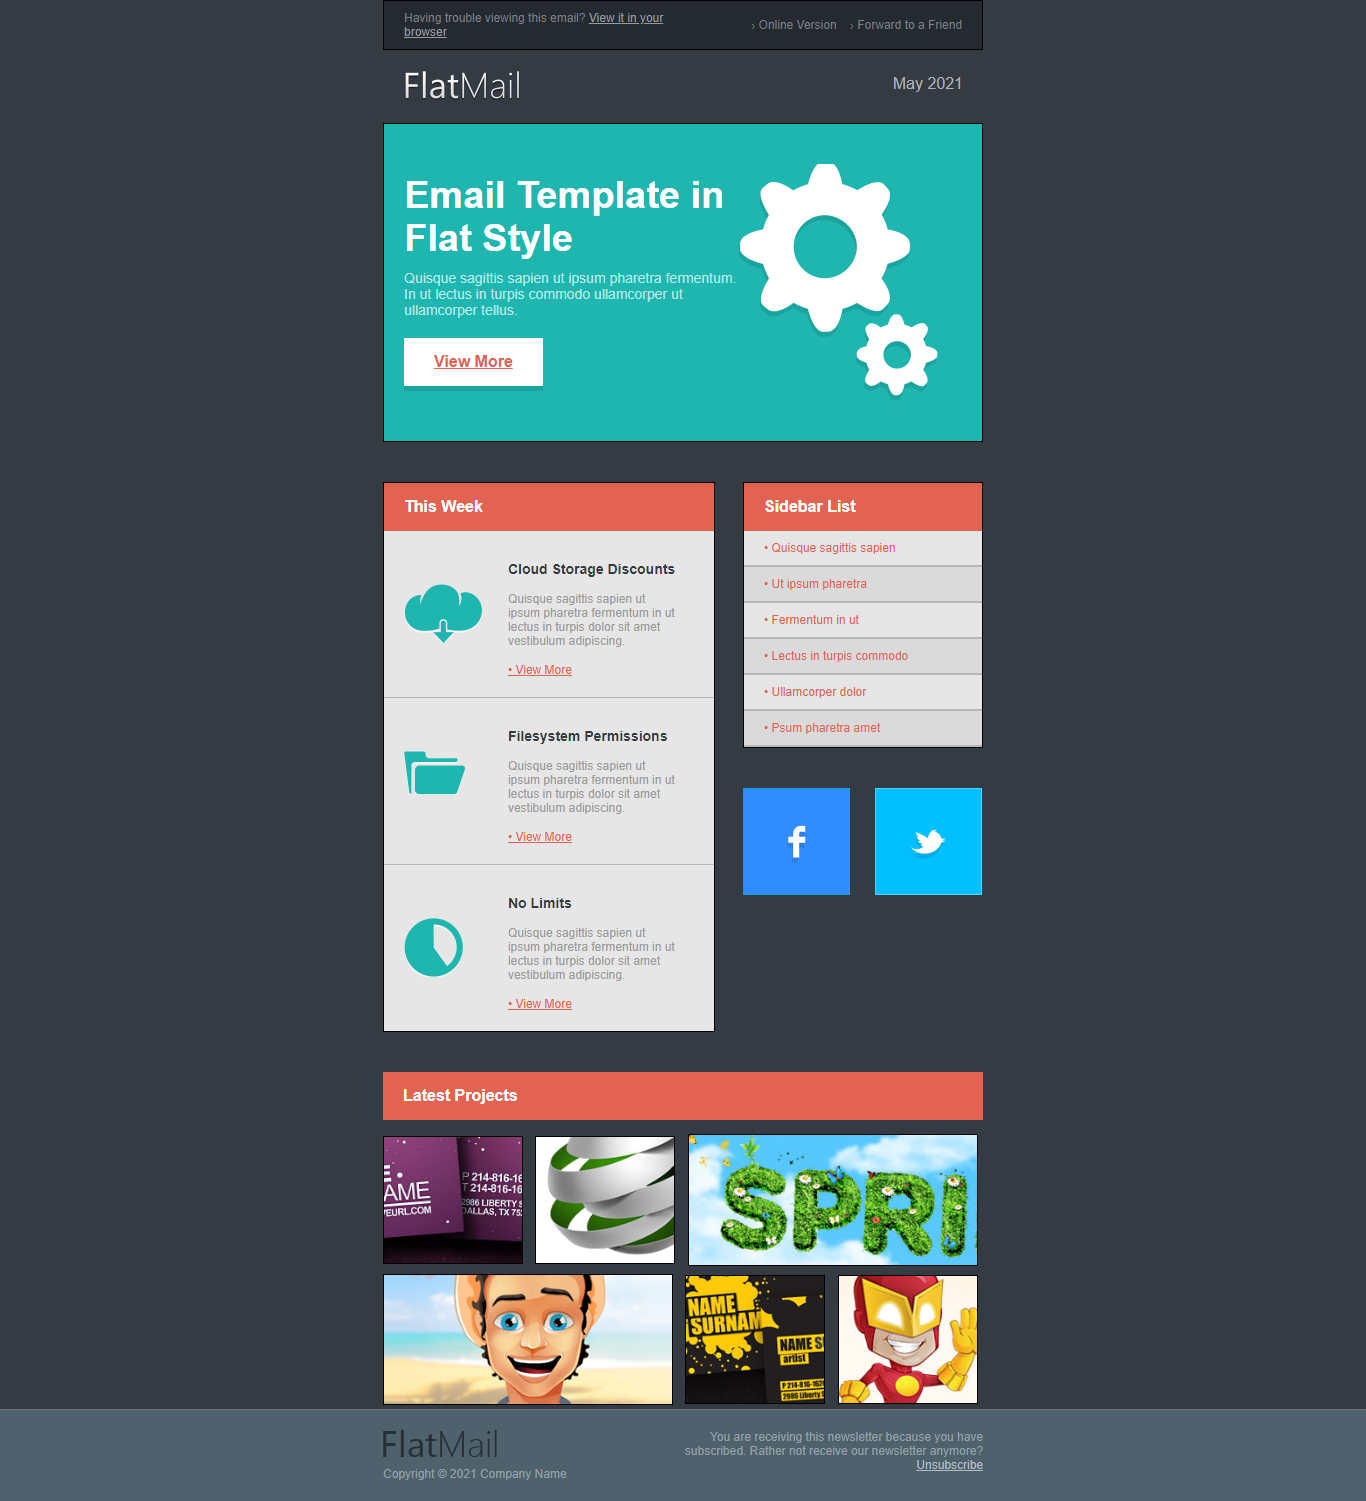 Having trouble viewing this email? View it in your
browser
› Online Version › Forward to a Friend
FlatMail
May 2021
Email Template in
Flat Style
Quisque sagittis sapien ut ipsum pharetra fermentum.
In ut lectus in turpis commodo ullamcorper ut
ullamcorper tellus.
View More
This Week
Cloud Storage Discounts
Quisque sagittis sapien ut
ipsum pharetra fermentum in ut
lectus in turpis dolor sit amet
vestibulum adipiscing.
• View More
Filesystem Permissions
Quisque sagittis sapien ut
ipsum pharetra fermentum in ut
lectus in turpis dolor sit amet
vestibulum adipiscing.
• View More
No Limits
Quisque sagittis sapien ut
ipsum pharetra fermentum in ut
lectus in turpis dolor sit amet
vestibulum adipiscing.
• View More
Sidebar List
• Quisque sagittis sapien
• Ut ipsum pharetra
• Fermentum in ut
• Lectus in turpis commodo
• Ullamcorper dolor
• Psum pharetra amet
f
Latest Projects
E.
AME
VEURL.COM
P 214-816-16
T 214-816-16
2986 LIBERTY S
DALLAS, TX 752
SPRI
NAME
SURNAM
NAME S
artist
P 214-816-162
2986 Liberty S
FlatMail
Copyright © 2021 Company Name
You are receiving this newsletter because you have
subscribed. Rather not receive our newsletter anymore?
Unsubscribe